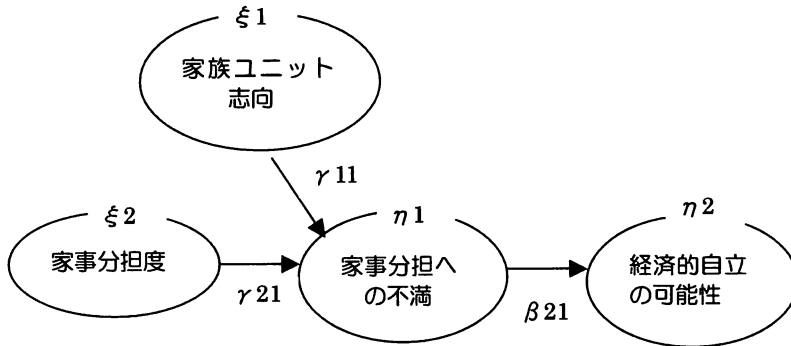 ξ1
家族ユニット
志向
γ11
ξ2
家事分担度
γ21
η1
家事分担へ
の不満
β21
η2
経済的自立
の可能性